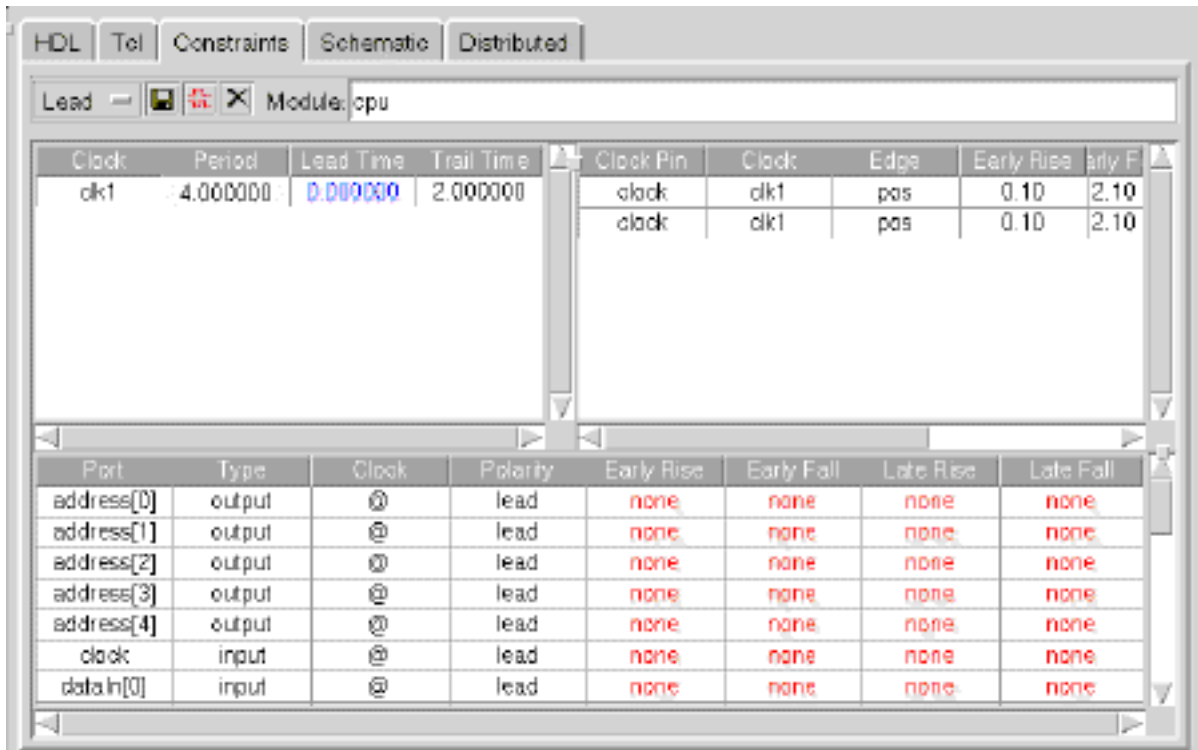 HDL Tcl Constraints Schematic Distributed
Lead Module: cpu
Clock Period Lead Time Trail Time Clock Pin Clock Edge Early Rise arly F
clk1 4.000000 0.000000 2.000000 clock clk1 pos 0.10 2.10
clock clk1 pos 0.10 2.10
Port Type Clock Polarity Early Rise Early Fall Late Rise Late Fall
address[0] output @ lead none none none none
address[1] output @ lead none none none none
address[2] output @ lead none none none none
address[3] output @ lead none none none none
address[4] output @ lead none none none none
clock input @ lead none none none none
dataIn[0] input @ lead none none none none